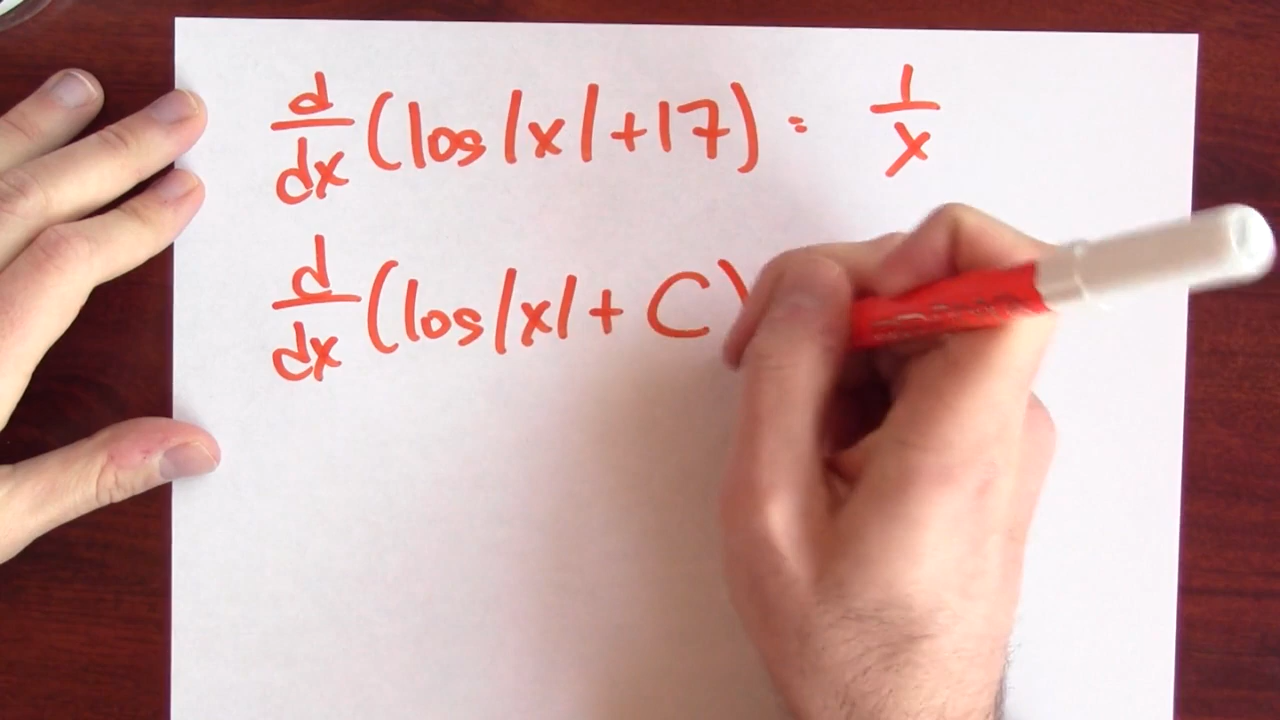 d/dx (log|x| + 17) = 1/x
d/dx (log|x| + C)